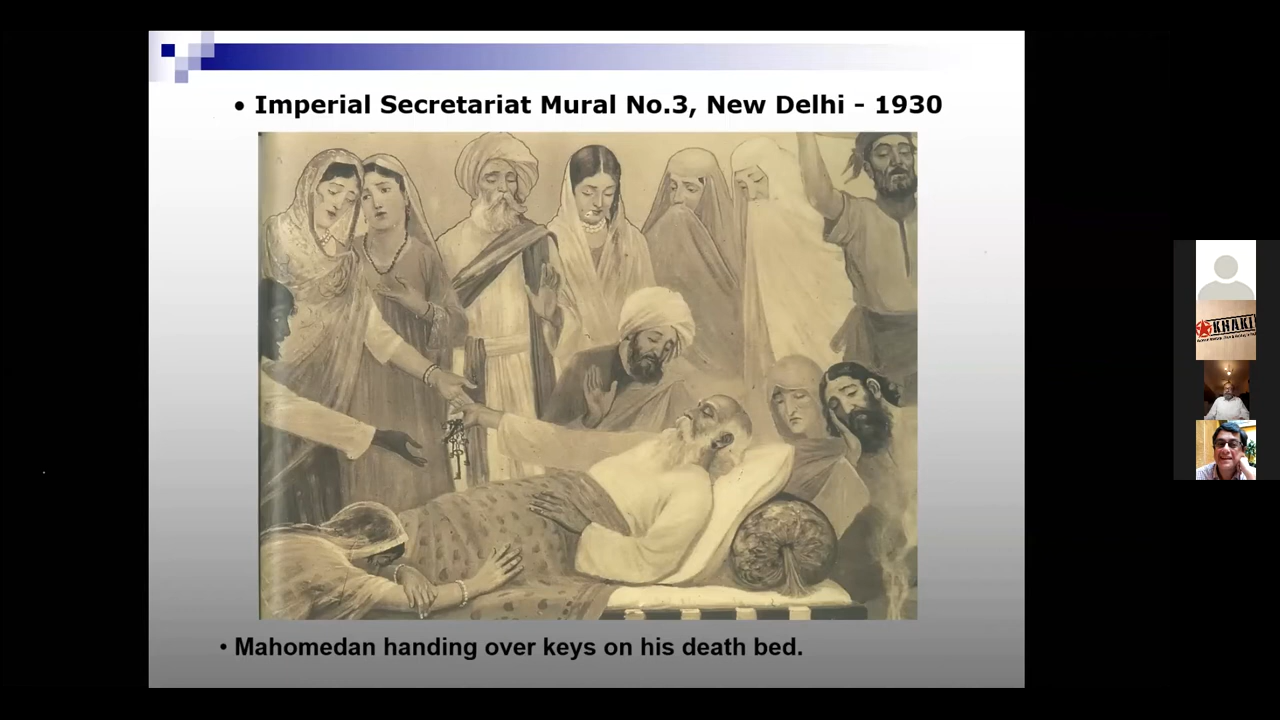 • Imperial Secretariat Mural No.3, New Delhi - 1930
• Mahomedan handing over keys on his death bed.
KHAKI